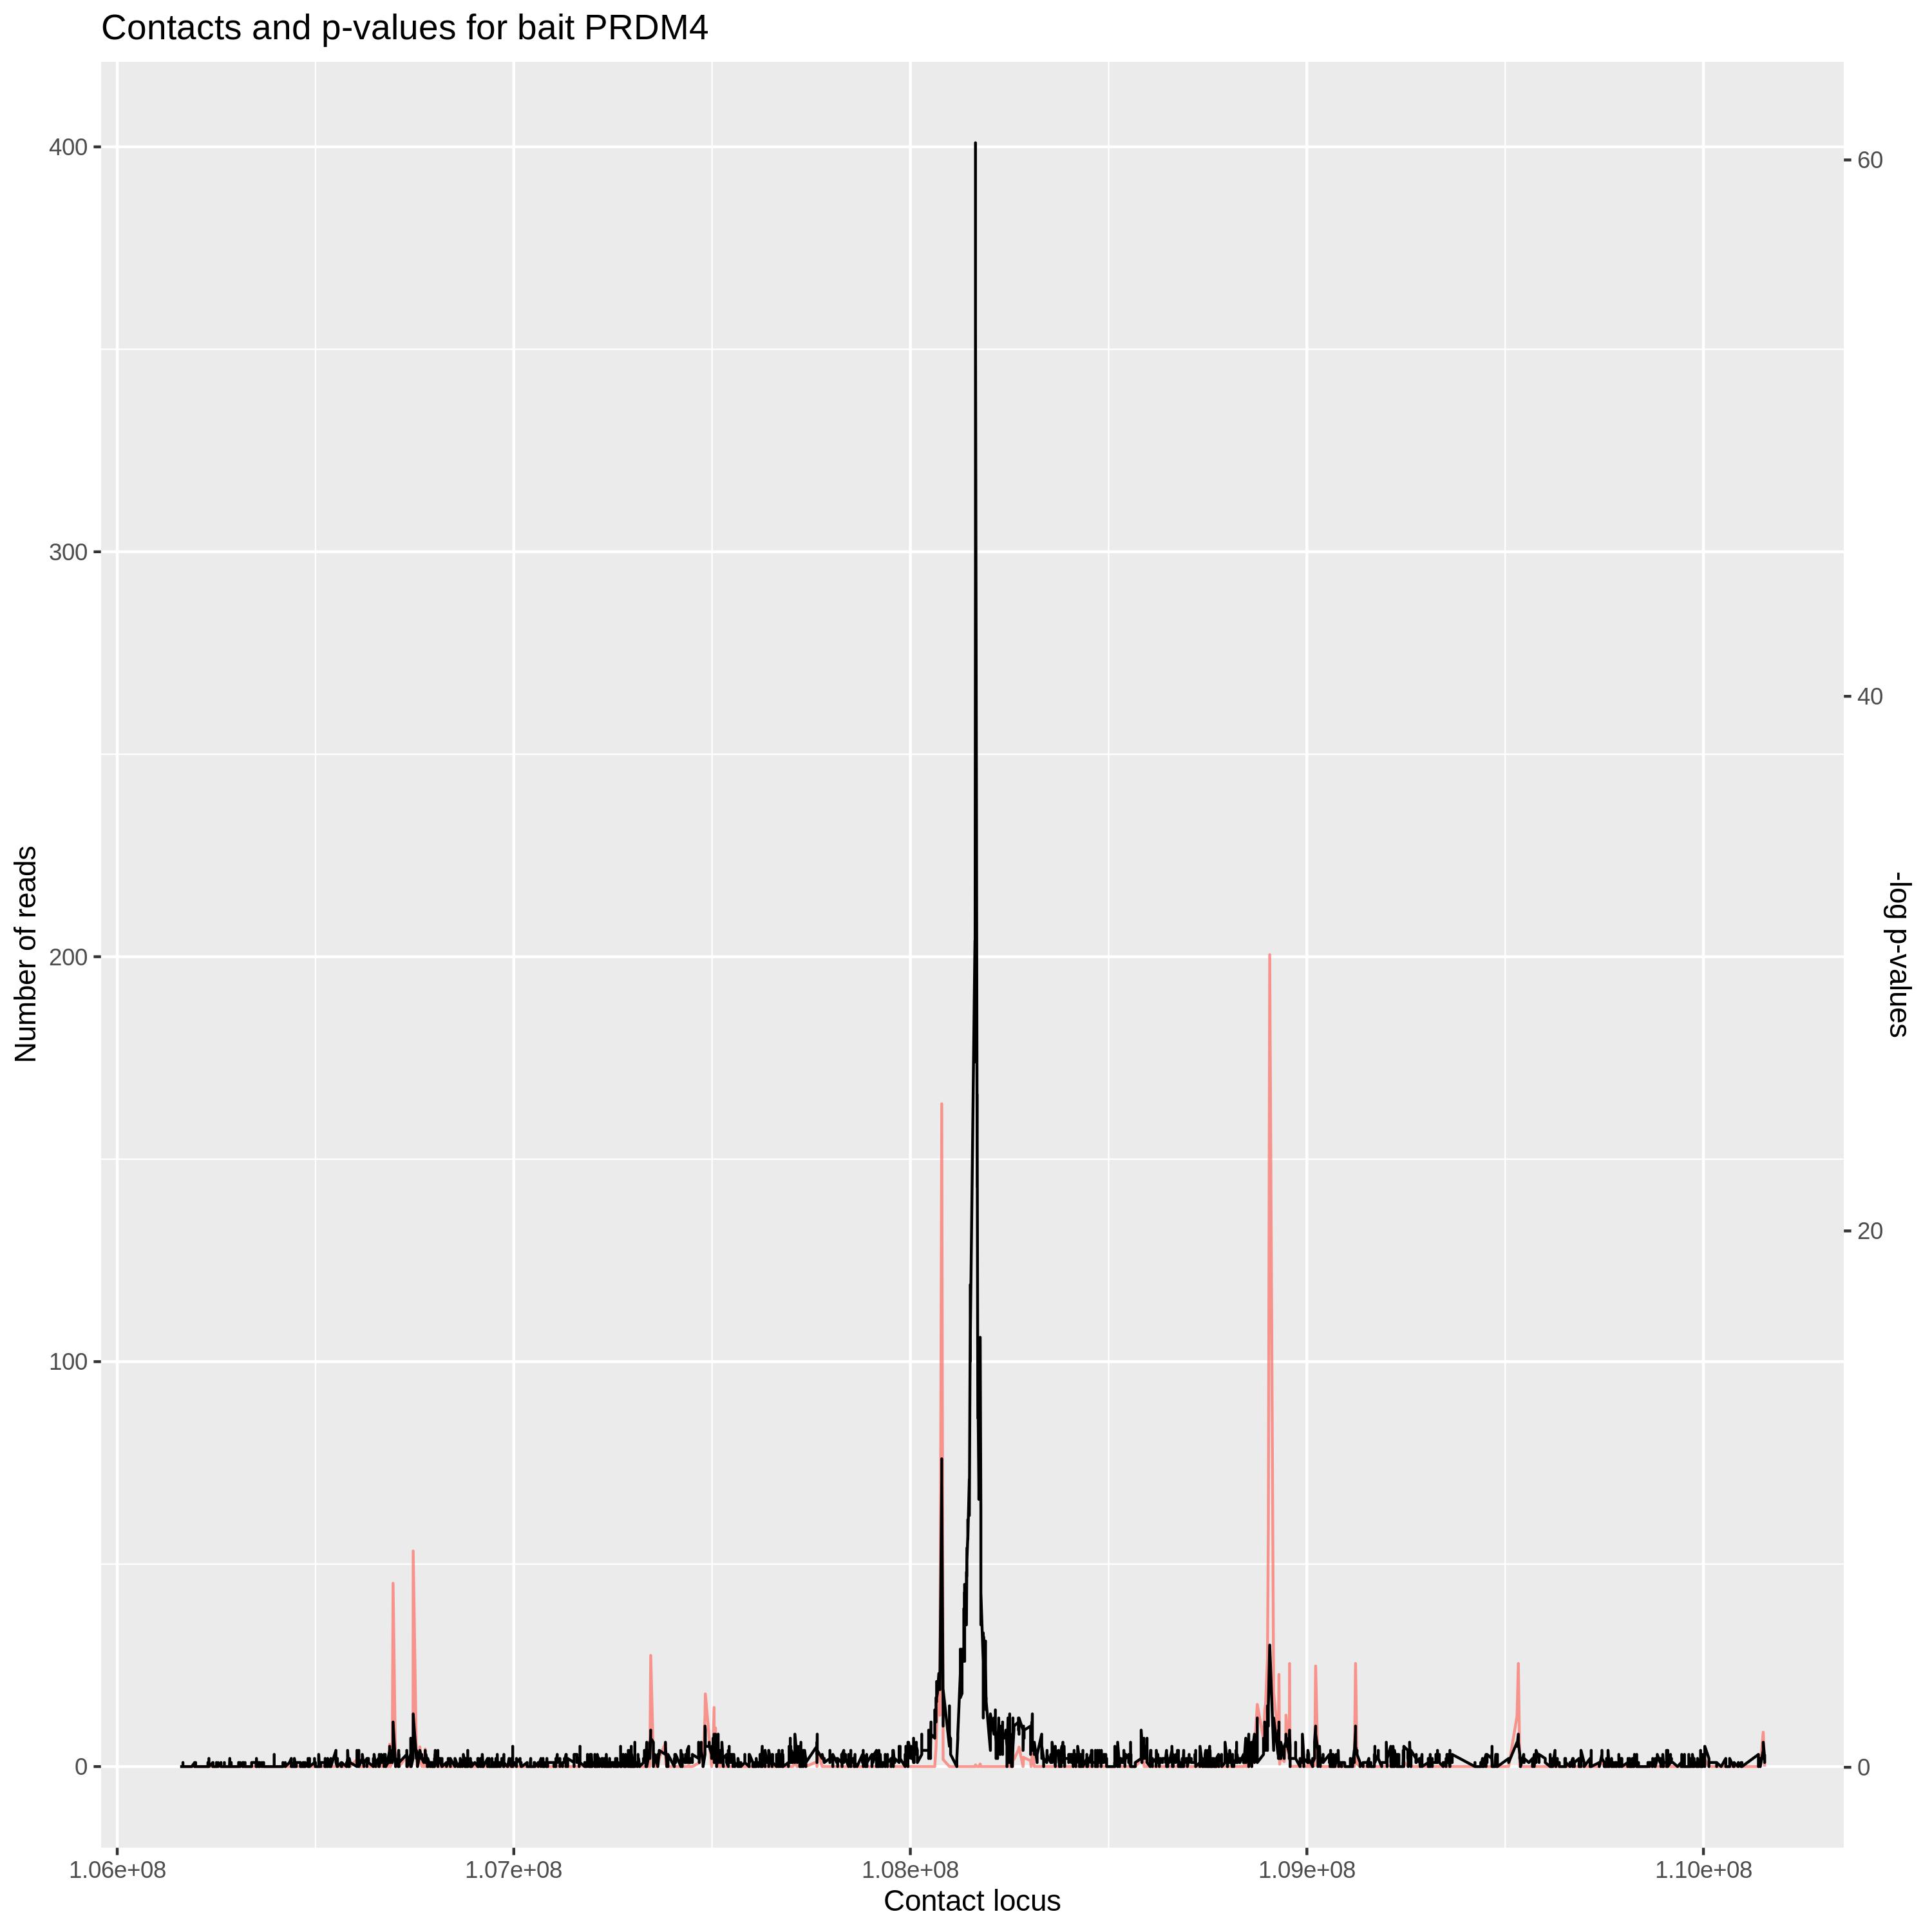 Contacts and p-values for bait PRDM4
400
300
200
100
0
Number of reads
60
40
20
0
-log p-values
1.06e+08
1.07e+08
1.08e+08
1.09e+08
1.10e+08
Contact locus